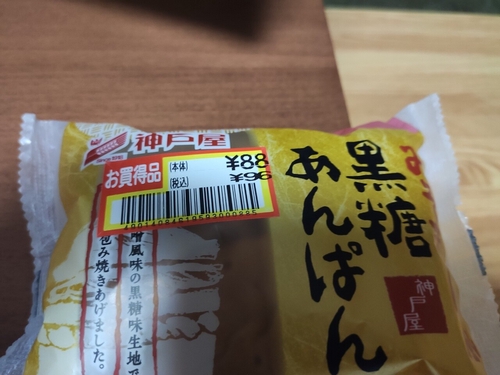 神戸屋
お買得品
(本体) ¥88
(税込) ¥96
黒糖
あんぱん
神戸屋
風味の黒糖味生地
包み焼きあげました。